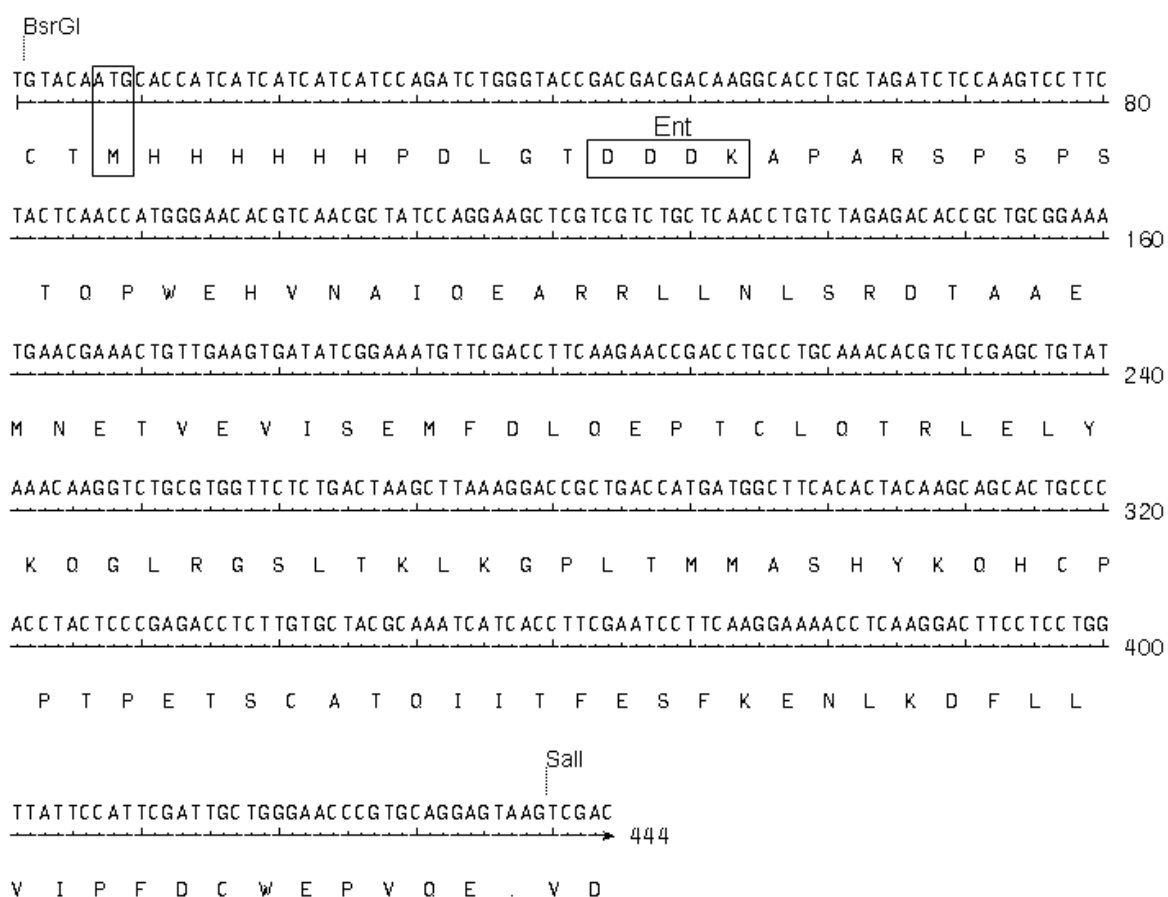 BsrGI
TGTACAATGCACCATCATCATCATCATCCAGATCTGGGTACCGACGACGACAAGGCACCTGCTAGATCTCCAAGTCCTTC 80
Ent
C T M H H H H H H P D L G T D D D K A P A R S P S P S
TACTCAACCATGGGAACACGTCAACGCTATCCAGGAAGCTCGTCGTCTGCTCAACCTGTCTAGAGACACCGCTGCGGAAA 160
T Q P W E H V N A I Q E A R R L L N L S R D T A A E
TGAACGAAACTGTTGAAGTGATATCGGAAATGTTCGACCTTCAAGAACCGACCTGCCTGCAAACACGTCTCGAGCTGTAT 240
M N E T V E V I S E M F D L Q E P T C L Q T R L E L Y
AAACAAGGTCTGCGTGGTTCTCTGACTAAGCTTAAAGGACCGCTGACCATGATGGCTTCACACTACAAGCAGCACTGCCC 320
K Q G L R G S L T K L K G P L T M M A S H Y K Q H C P
ACCTACTCCCGAGACCTCTTGTGCTACGCAAATCATCACCTTCGAATCCTTCAAGGAAAACCTCAAGGACTTCCTCCTGG 400
P T P E T S C A T Q I I T F E S F K E N L K D F L L
SalI
TTATTCCATTCGATTGCTGGGAACCCGTGCAGGAGTAAGTCGAC 444
V I P F D C W E P V Q E . V D